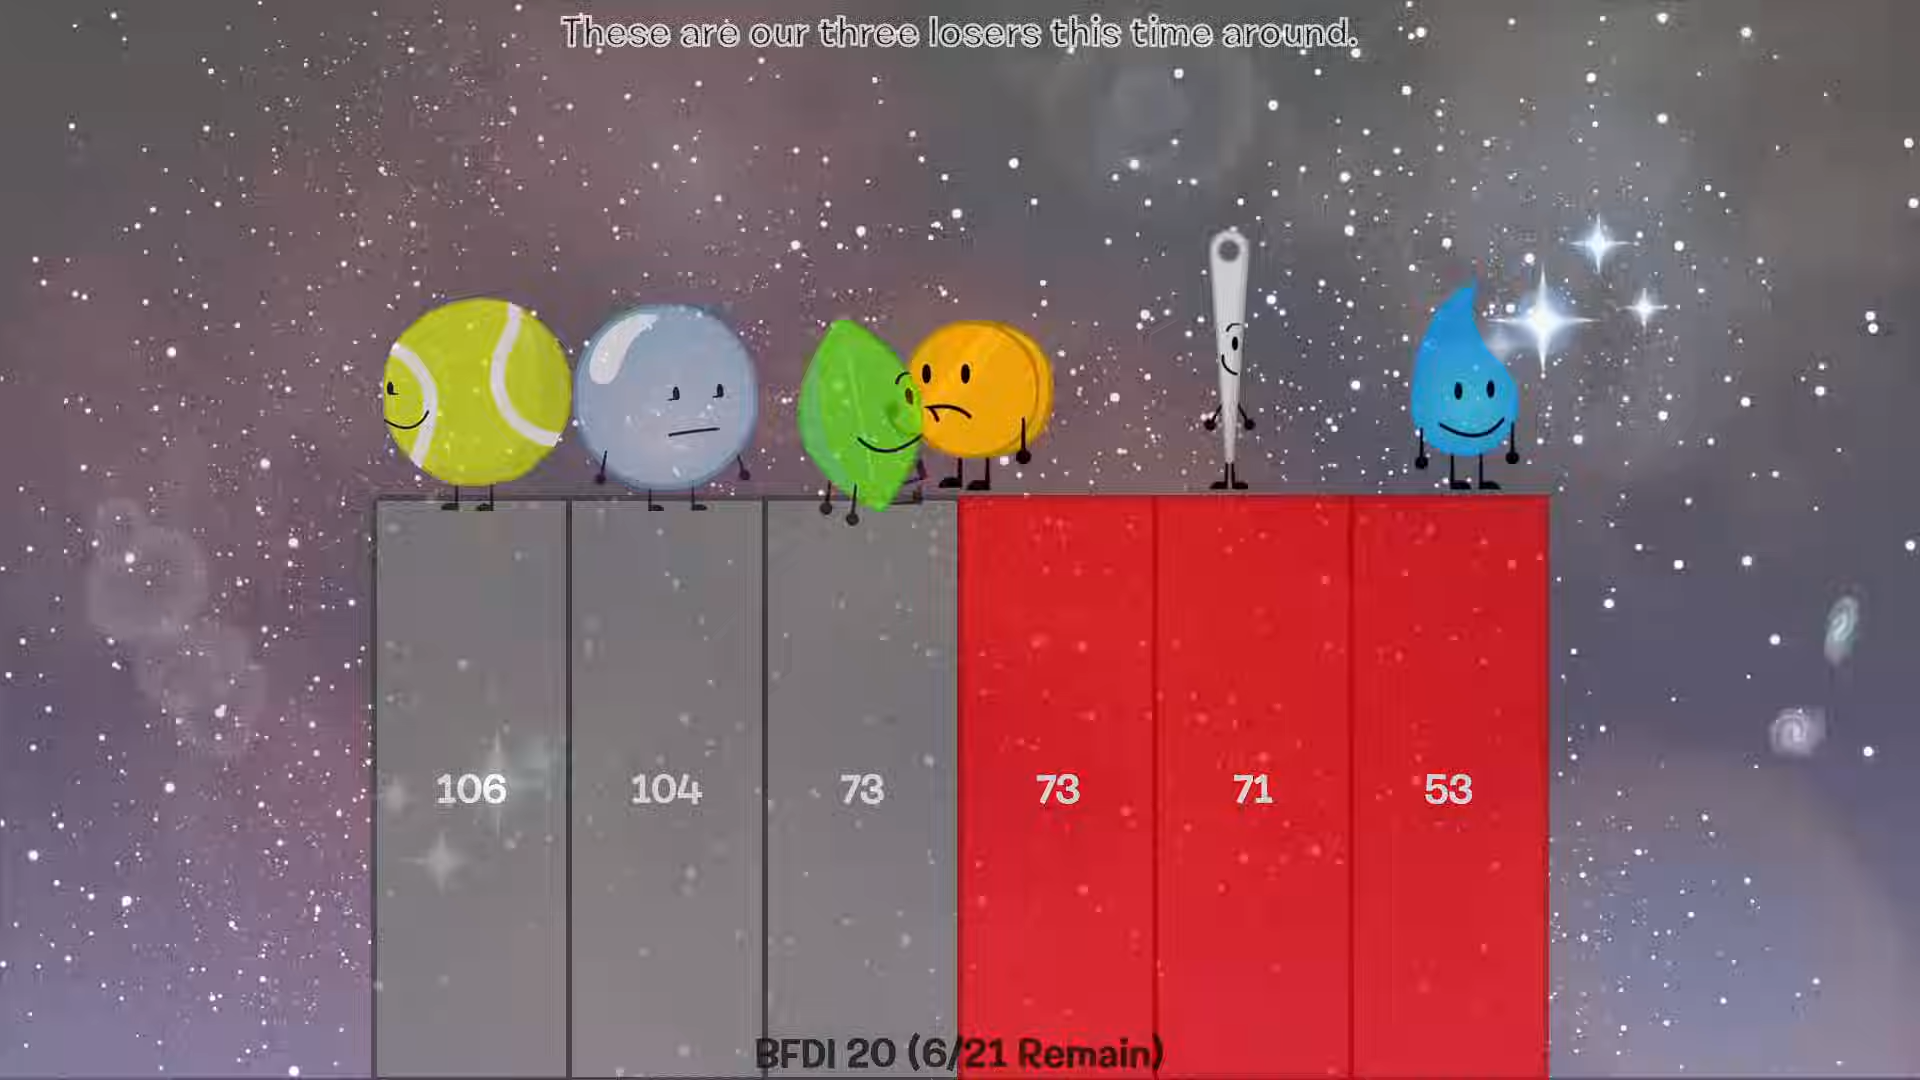 These are our three losers this time around.
106 104 73 73 71 53
BFDI 20 (6/21 Remain)